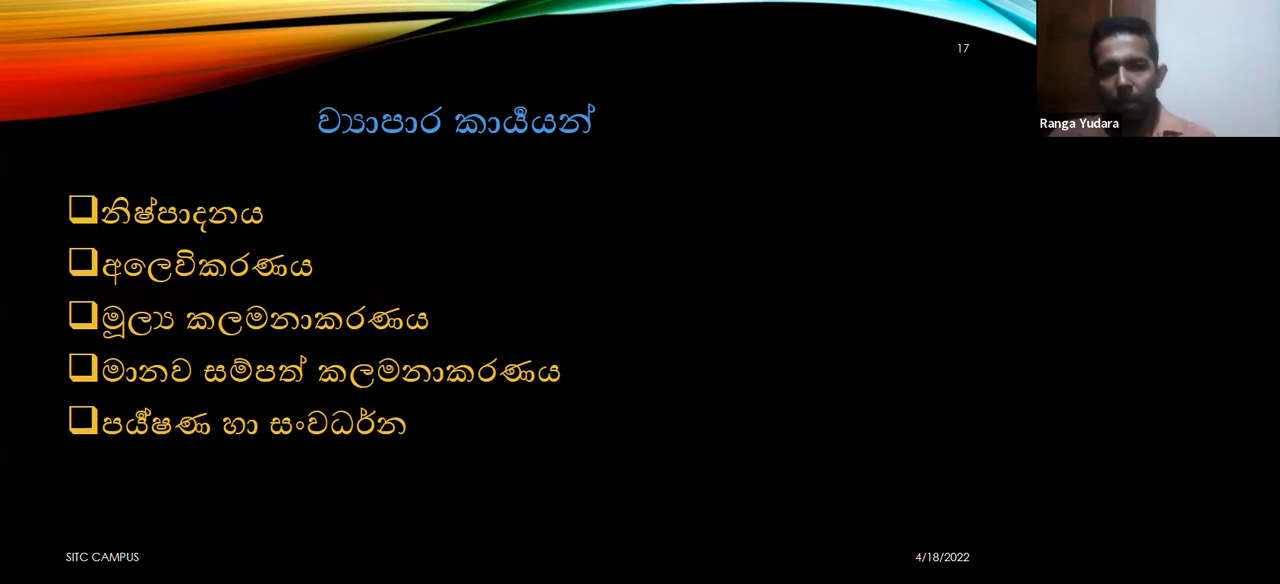 17
Ranga Yudara
ව්‍යාපාර කාර්‍යයන්
නිෂ්පාදනය
අලෙවිකරණය
මූල්‍ය කලමනාකරණය
මානව සම්පත් කලමනාකරණය
පර්‍ෂේණ හා සංවර්ධන
SITC CAMPUS
4/18/2022